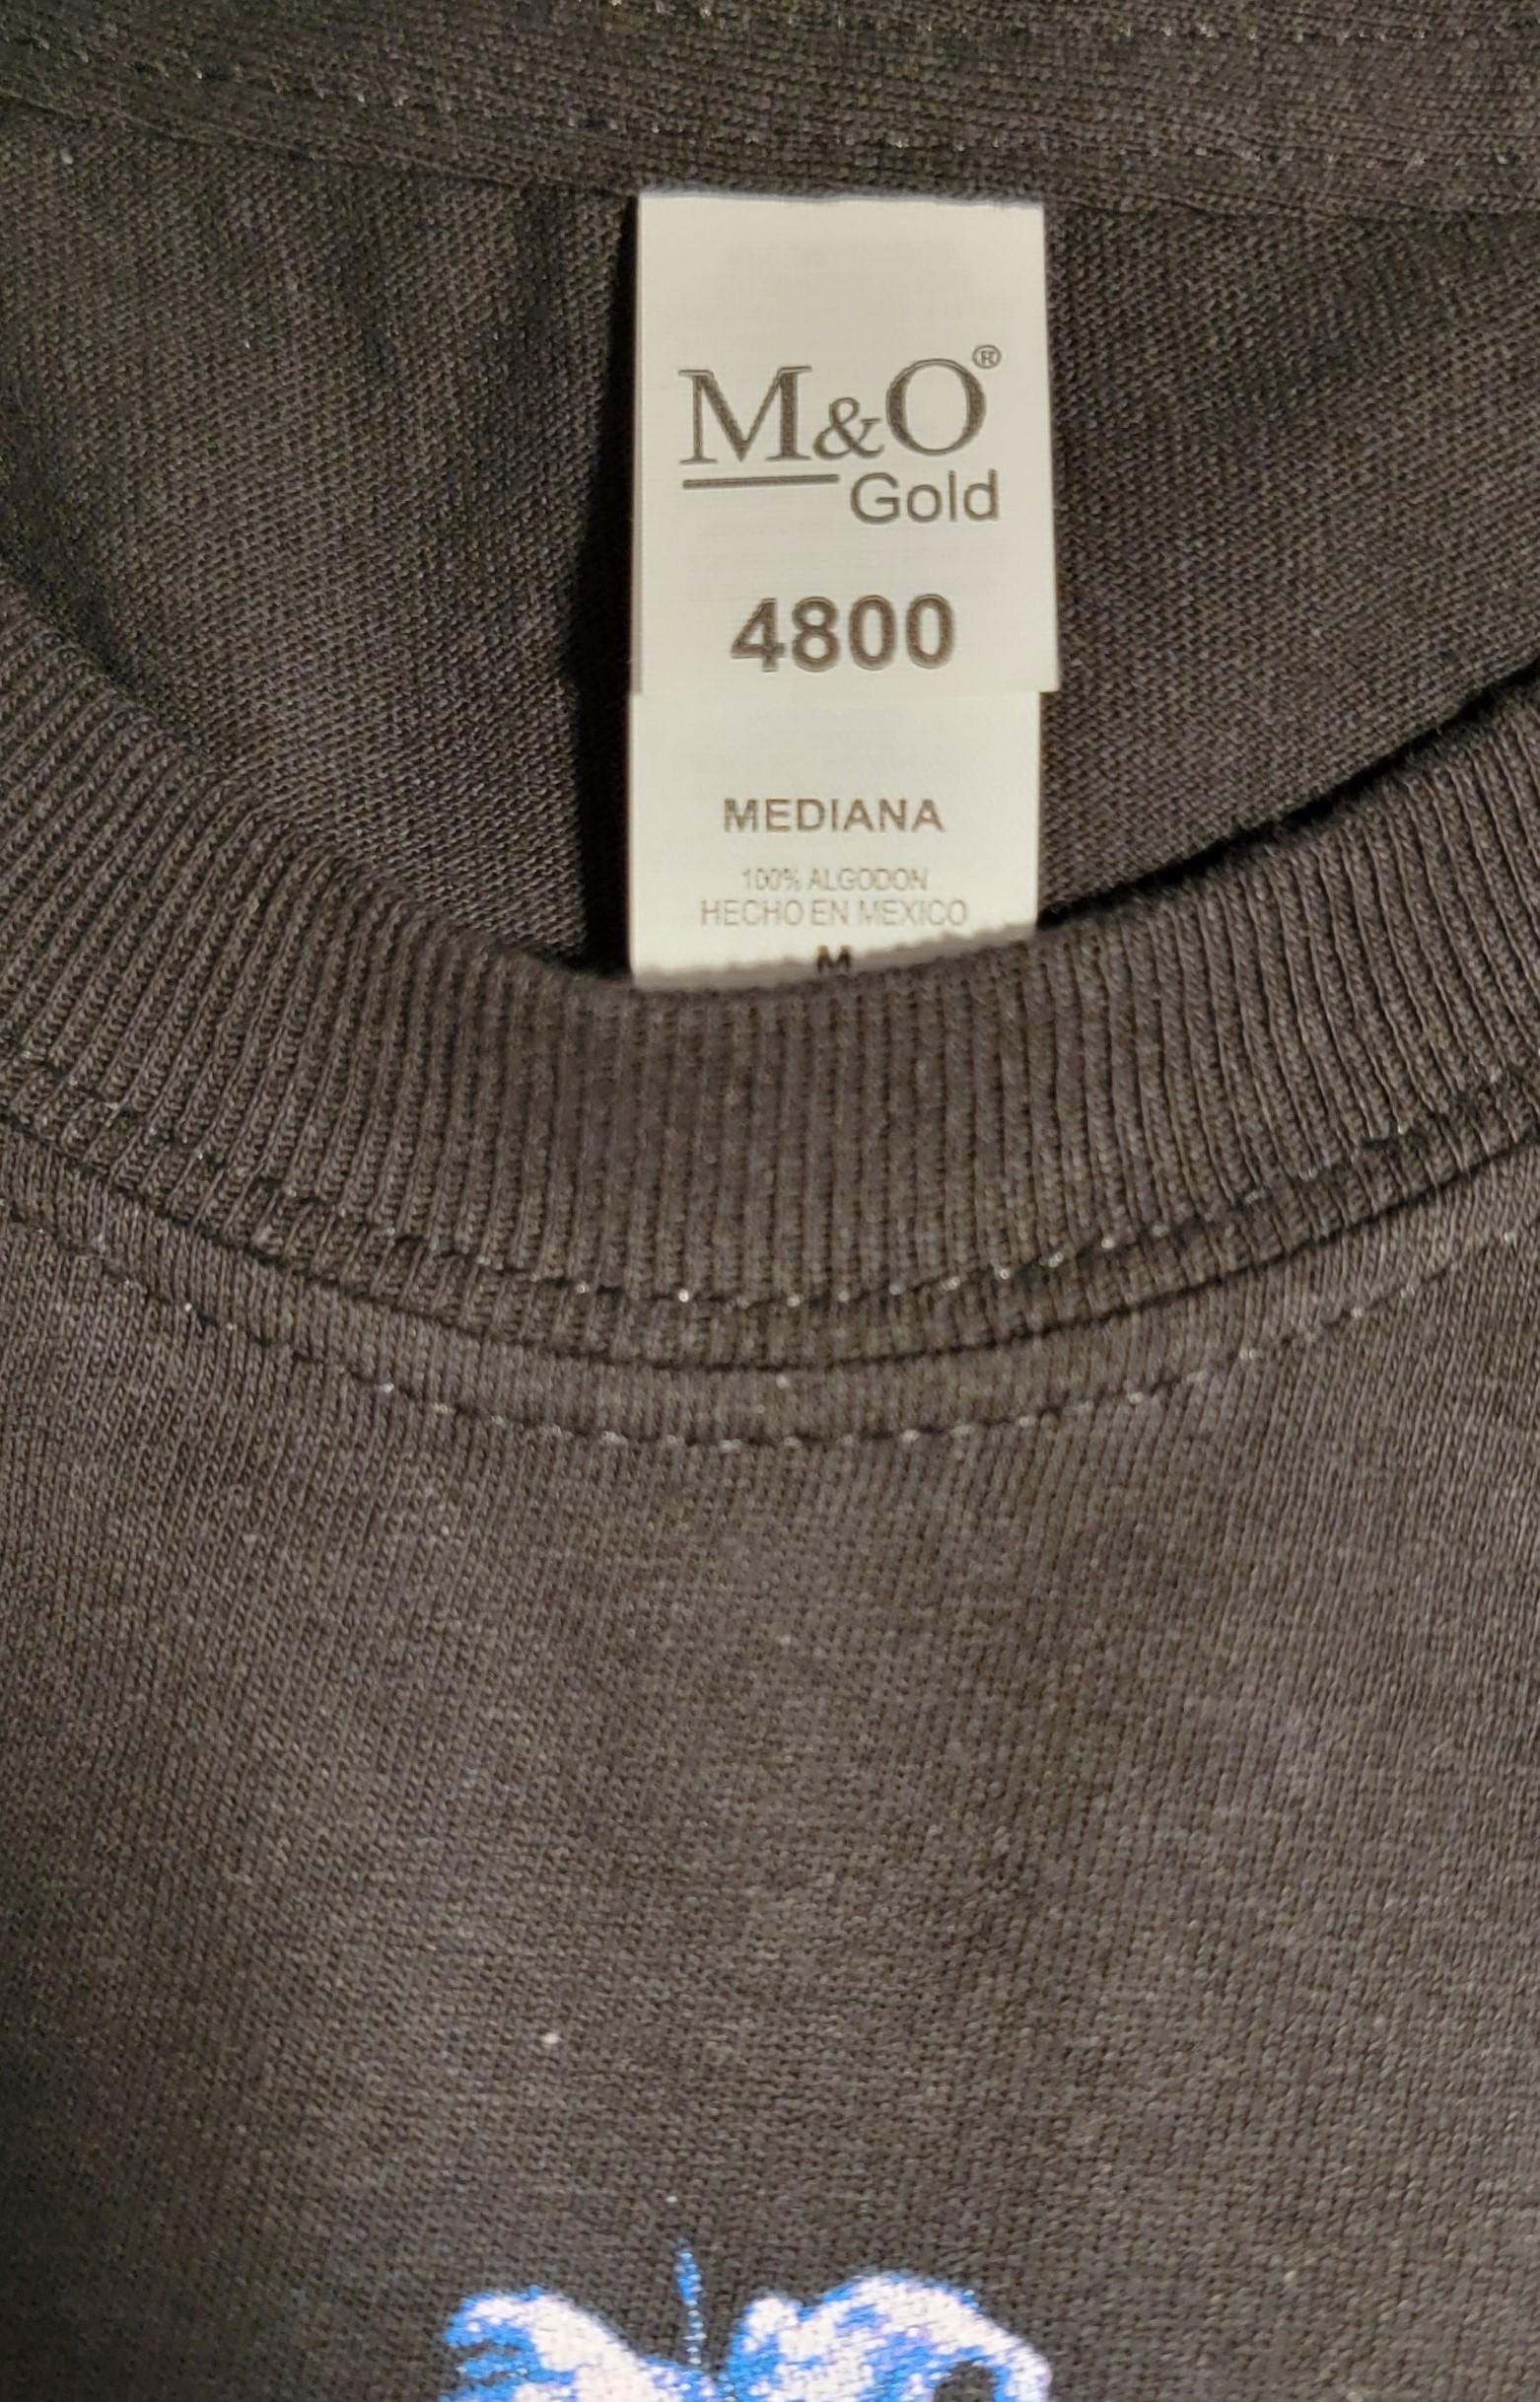 M&O®
Gold
4800
MEDIANA
100% ALGODON
HECHO EN MEXICO
M